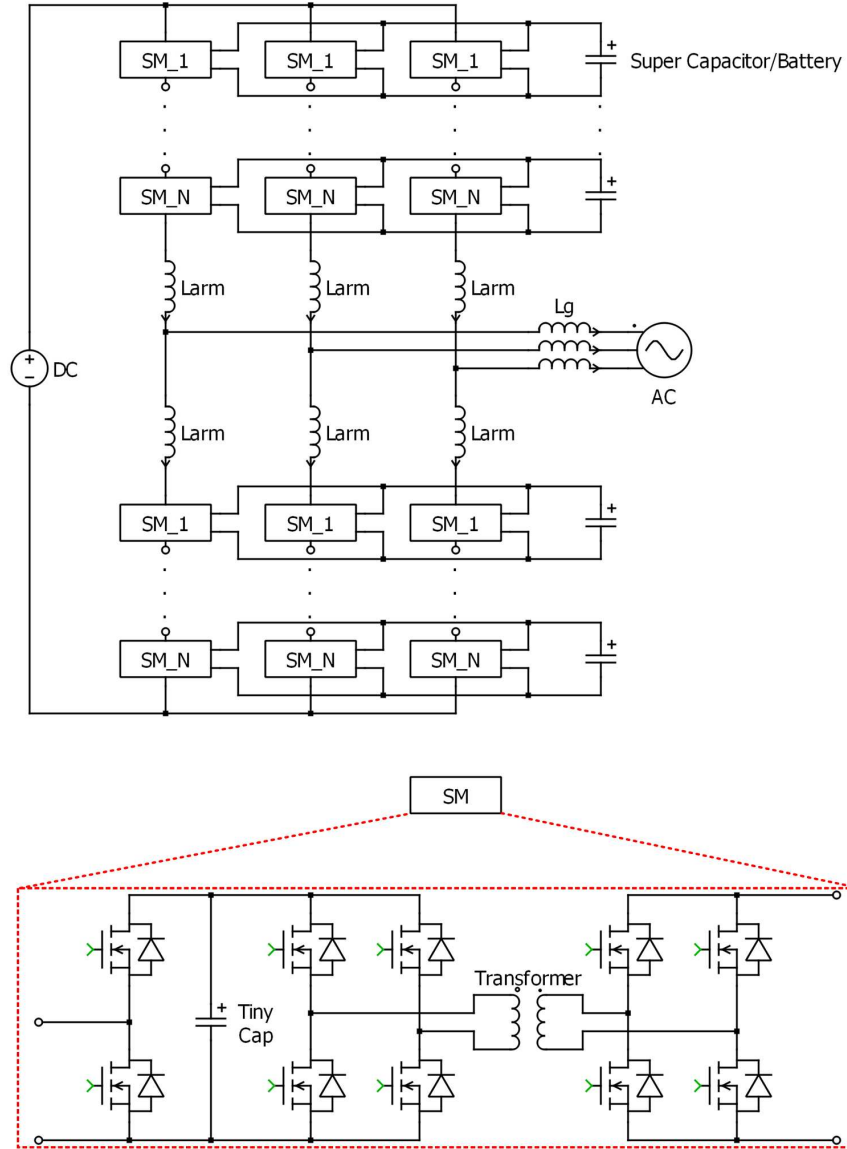 SM_1 SM_1 SM_1 + Super Capacitor/Battery
SM_N SM_N SM_N +
Larm Larm Larm
Lg
+
− DC
AC
Larm Larm Larm
SM_1 SM_1 SM_1 +
SM_N SM_N SM_N +
SM
Transformer
+ Tiny
Cap